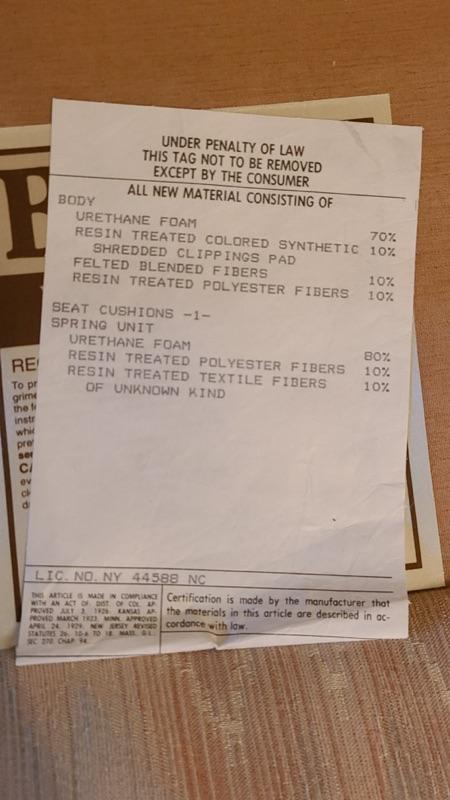 UNDER PENALTY OF LAW
THIS TAG NOT TO BE REMOVED
EXCEPT BY THE CONSUMER
ALL NEW MATERIAL CONSISTING OF
BODY
URETHANE FOAM 70%
RESIN TREATED COLORED SYNTHETIC 10%
SHREDDED CLIPPINGS PAD
FELTED BLENDED FIBERS 10%
RESIN TREATED POLYESTER FIBERS 10%
SEAT CUSHIONS -1-
SPRING UNIT
URETHANE FOAM 80%
RESIN TREATED POLYESTER FIBERS 10%
RESIN TREATED TEXTILE FIBERS 10%
OF UNKNOWN KIND
LIC. NO. NY 44588 NC
THIS ARTICLE IS MADE IN COMPLIANCE
WITH AN ACT. DIST. OF COL. AP-
PROVED JULY 3, 1926. KANSAS AP-
PROVED MARCH 1923. MINN. APPROVED
APRIL 24, 1929. NEW JERSEY REVISED
STATUTES 26. 10-6 TO 18. MASS. G.L.
SEC 270. CHAP. 94.
Certification is made by the manufacturer that
the materials in this article are described in ac-
cordance with law.
To pr
grime
the f
instr
whic
pre
se
CA
ev